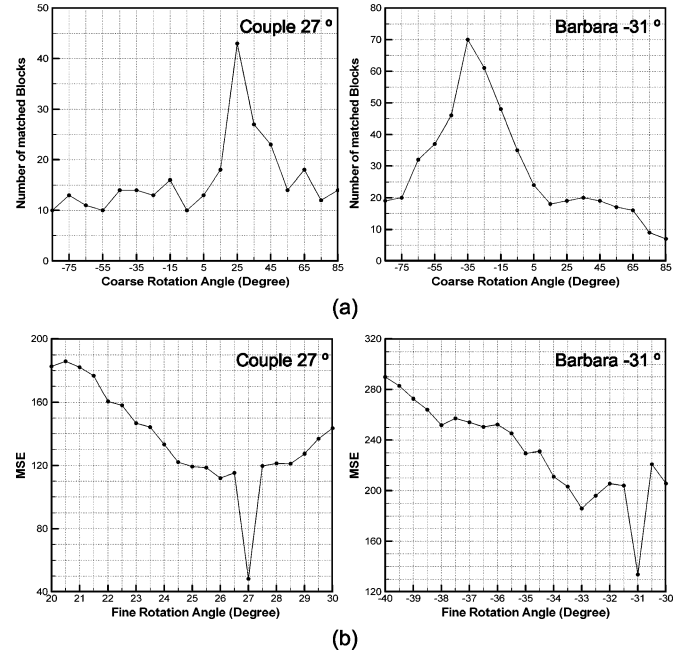 Couple 27 º
Number of matched Blocks
50
40
30
20
10
0
-75 -55 -35 -15 5 25 45 65 85
Coarse Rotation Angle (Degree)
Barbara -31 º
Number of matched Blocks
80
70
60
50
40
30
20
10
0
-75 -55 -35 -15 5 25 45 65 85
Coarse Rotation Angle (Degree)
(a)
Couple 27 º
MSE
200
160
120
80
40
20 21 22 23 24 25 26 27 28 29 30
Fine Rotation Angle (Degree)
Barbara -31 º
MSE
320
280
240
200
160
120
-40 -39 -38 -37 -36 -35 -34 -33 -32 -31 -30
Fine Rotation Angle (Degree)
(b)